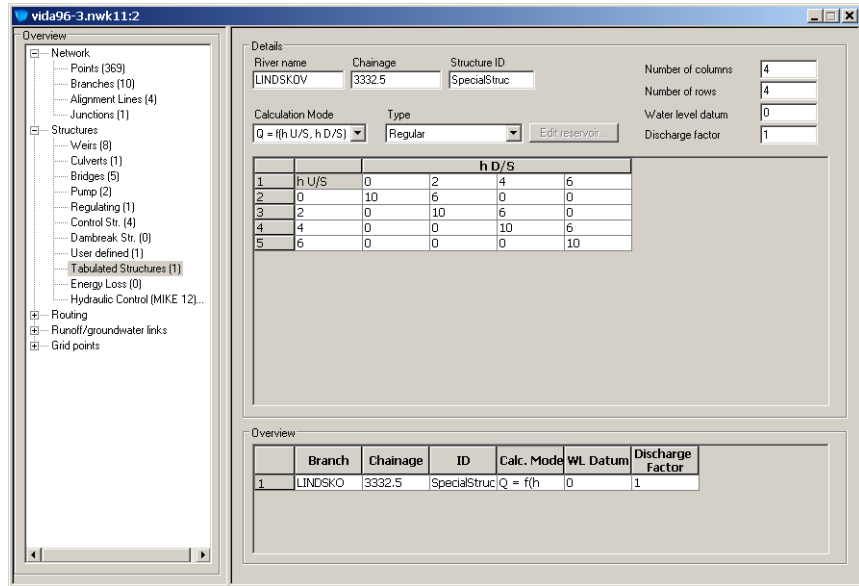 vida96-3.nwk11:2
Overview
Network
Points (369)
Branches (10)
Alignment Lines (4)
Junctions (1)
Structures
Weirs (8)
Culverts (1)
Bridges (5)
Pump (2)
Regulating (1)
Control Str. (4)
Dambreak Str. (0)
User defined (1)
Tabulated Structures (1)
Energy Loss (0)
Hydraulic Control (MIKE 12)...
Routing
Runoff/groundwater links
Grid points
Details
River name Chainage Structure ID
LINDSKOV 3332.5 SpecialStruc
Calculation Mode Type
Q = f(h U/S, h D/S) Regular Edit reservoir...
Number of columns 4
Number of rows 4
Water level datum 0
Discharge factor 1
h D/S
1 h U/S 0 2 4 6
2 0 10 6 0 0
3 2 0 10 6 0
4 4 0 0 10 6
5 6 0 0 0 10
Overview
Branch Chainage ID Calc. Mode WL Datum Discharge Factor
1 LINDSKO 3332.5 SpecialStruc Q = f(h 0 1